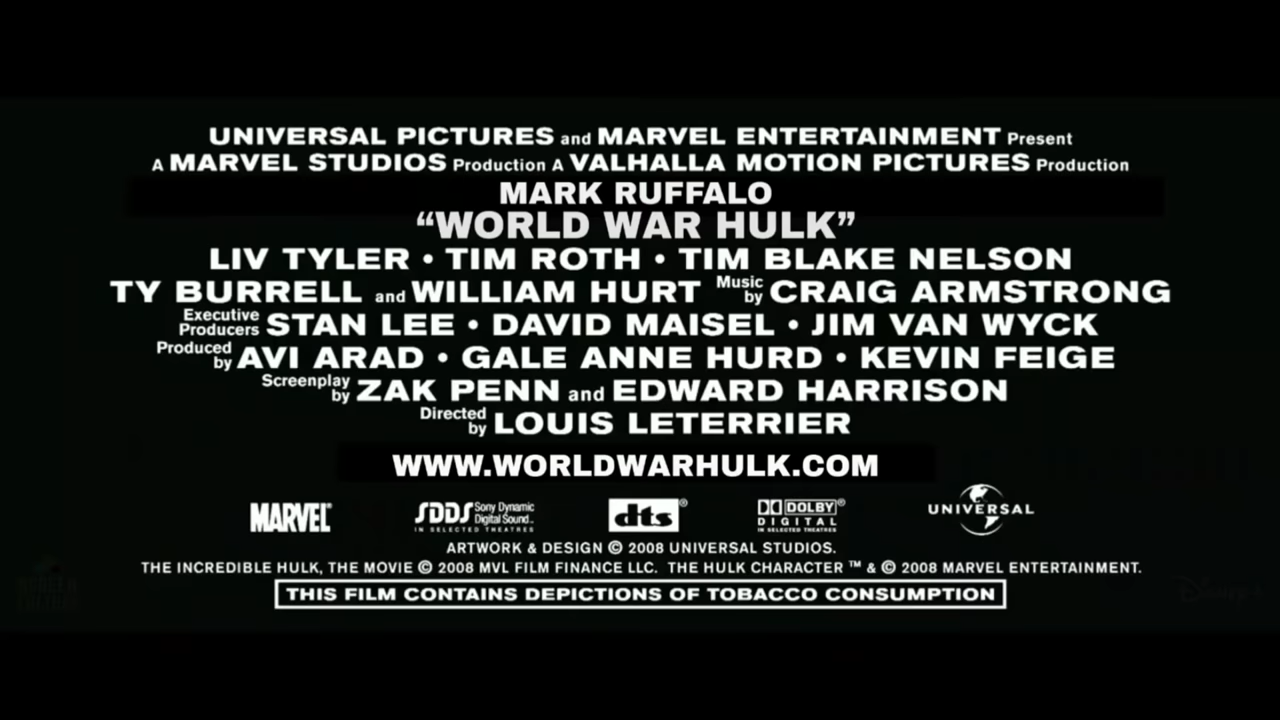 UNIVERSAL PICTURES and MARVEL ENTERTAINMENT Present
A MARVEL STUDIOS Production A VALHALLA MOTION PICTURES Production
MARK RUFFALO
“WORLD WAR HULK”
LIV TYLER • TIM ROTH • TIM BLAKE NELSON
TY BURRELL and WILLIAM HURT Music by CRAIG ARMSTRONG
Executive Producers STAN LEE • DAVID MAISEL • JIM VAN WYCK
Produced by AVI ARAD • GALE ANNE HURD • KEVIN FEIGE
Screenplay by ZAK PENN and EDWARD HARRISON
Directed by LOUIS LETERRIER
WWW.WORLDWARHULK.COM
MARVEL SDDS Sony Dynamic Digital Sound. IN SELECTED THEATRES dts DOLBY DIGITAL IN SELECTED THEATRES UNIVERSAL
ARTWORK & DESIGN © 2008 UNIVERSAL STUDIOS.
THE INCREDIBLE HULK, THE MOVIE © 2008 MVL FILM FINANCE LLC. THE HULK CHARACTER ™ & © 2008 MARVEL ENTERTAINMENT.
THIS FILM CONTAINS DEPICTIONS OF TOBACCO CONSUMPTION
Disney+